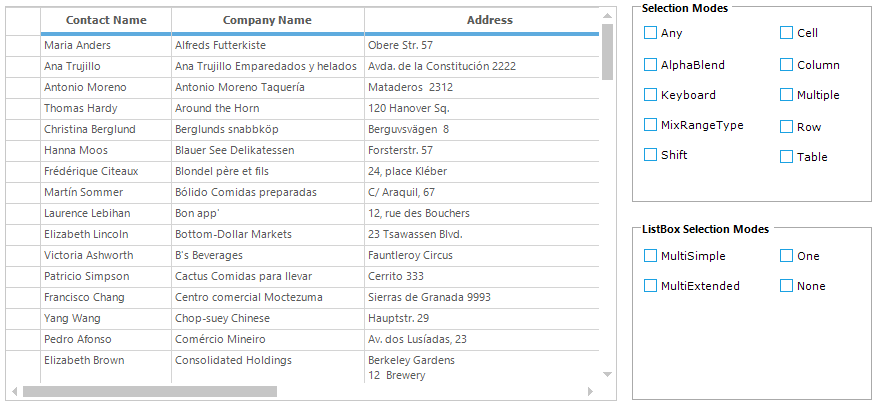 Contact Name Company Name Address
Maria Anders Alfreds Futterkiste Obere Str. 57
Ana Trujillo Ana Trujillo Emparedados y helados Avda. de la Constitución 2222
Antonio Moreno Antonio Moreno Taquería Mataderos  2312
Thomas Hardy Around the Horn 120 Hanover Sq.
Christina Berglund Berglunds snabbköp Berguvsvägen  8
Hanna Moos Blauer See Delikatessen Forsterstr. 57
Frédérique Citeaux Blondel père et fils 24, place Kléber
Martín Sommer Bólido Comidas preparadas C/ Araquil, 67
Laurence Lebihan Bon app' 12, rue des Bouchers
Elizabeth Lincoln Bottom-Dollar Markets 23 Tsawassen Blvd.
Victoria Ashworth B's Beverages Fauntleroy Circus
Patricio Simpson Cactus Comidas para llevar Cerrito 333
Francisco Chang Centro comercial Moctezuma Sierras de Granada 9993
Yang Wang Chop-suey Chinese Hauptstr. 29
Pedro Afonso Comércio Mineiro Av. dos Lusíadas, 23
Elizabeth Brown Consolidated Holdings Berkeley Gardens
12  Brewery
Selection Modes
Any Cell
AlphaBlend Column
Keyboard Multiple
MixRangeType Row
Shift Table
ListBox Selection Modes
MultiSimple One
MultiExtended None